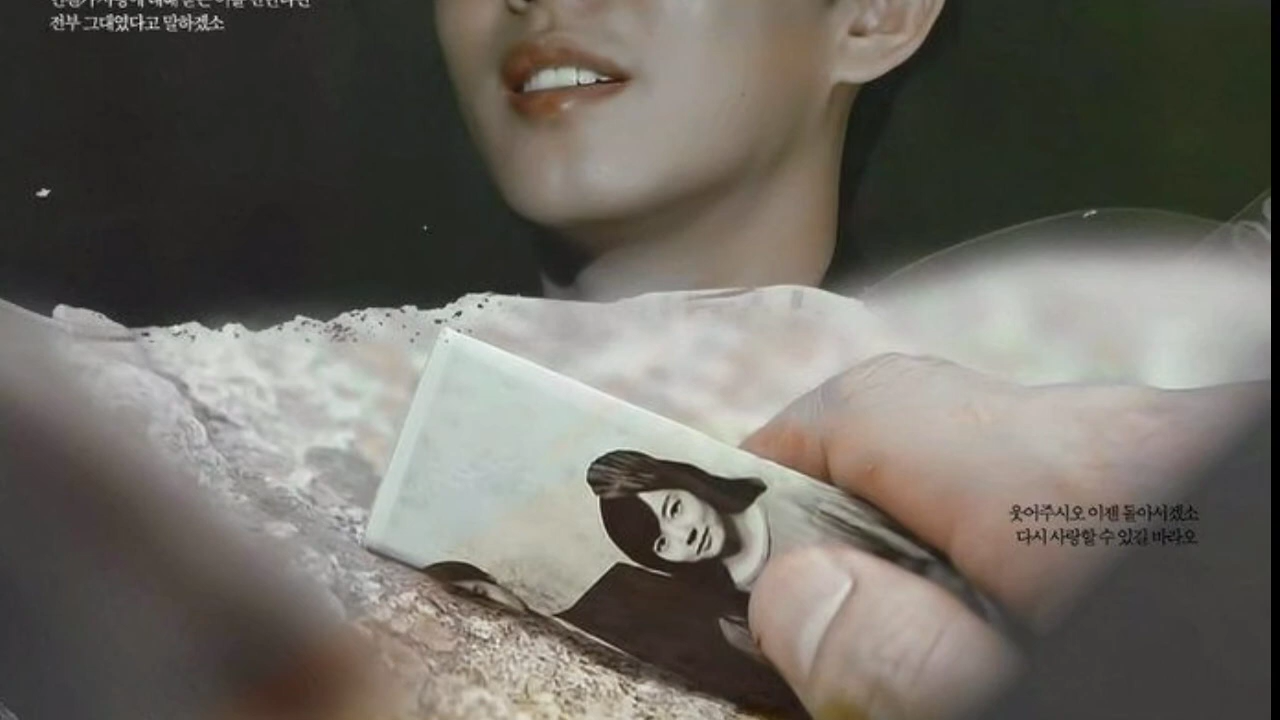 전부 그대였다고 말하겠소
웃어주시오 이젠 돌아서겠소
다시 사랑할 수 있길 바라오